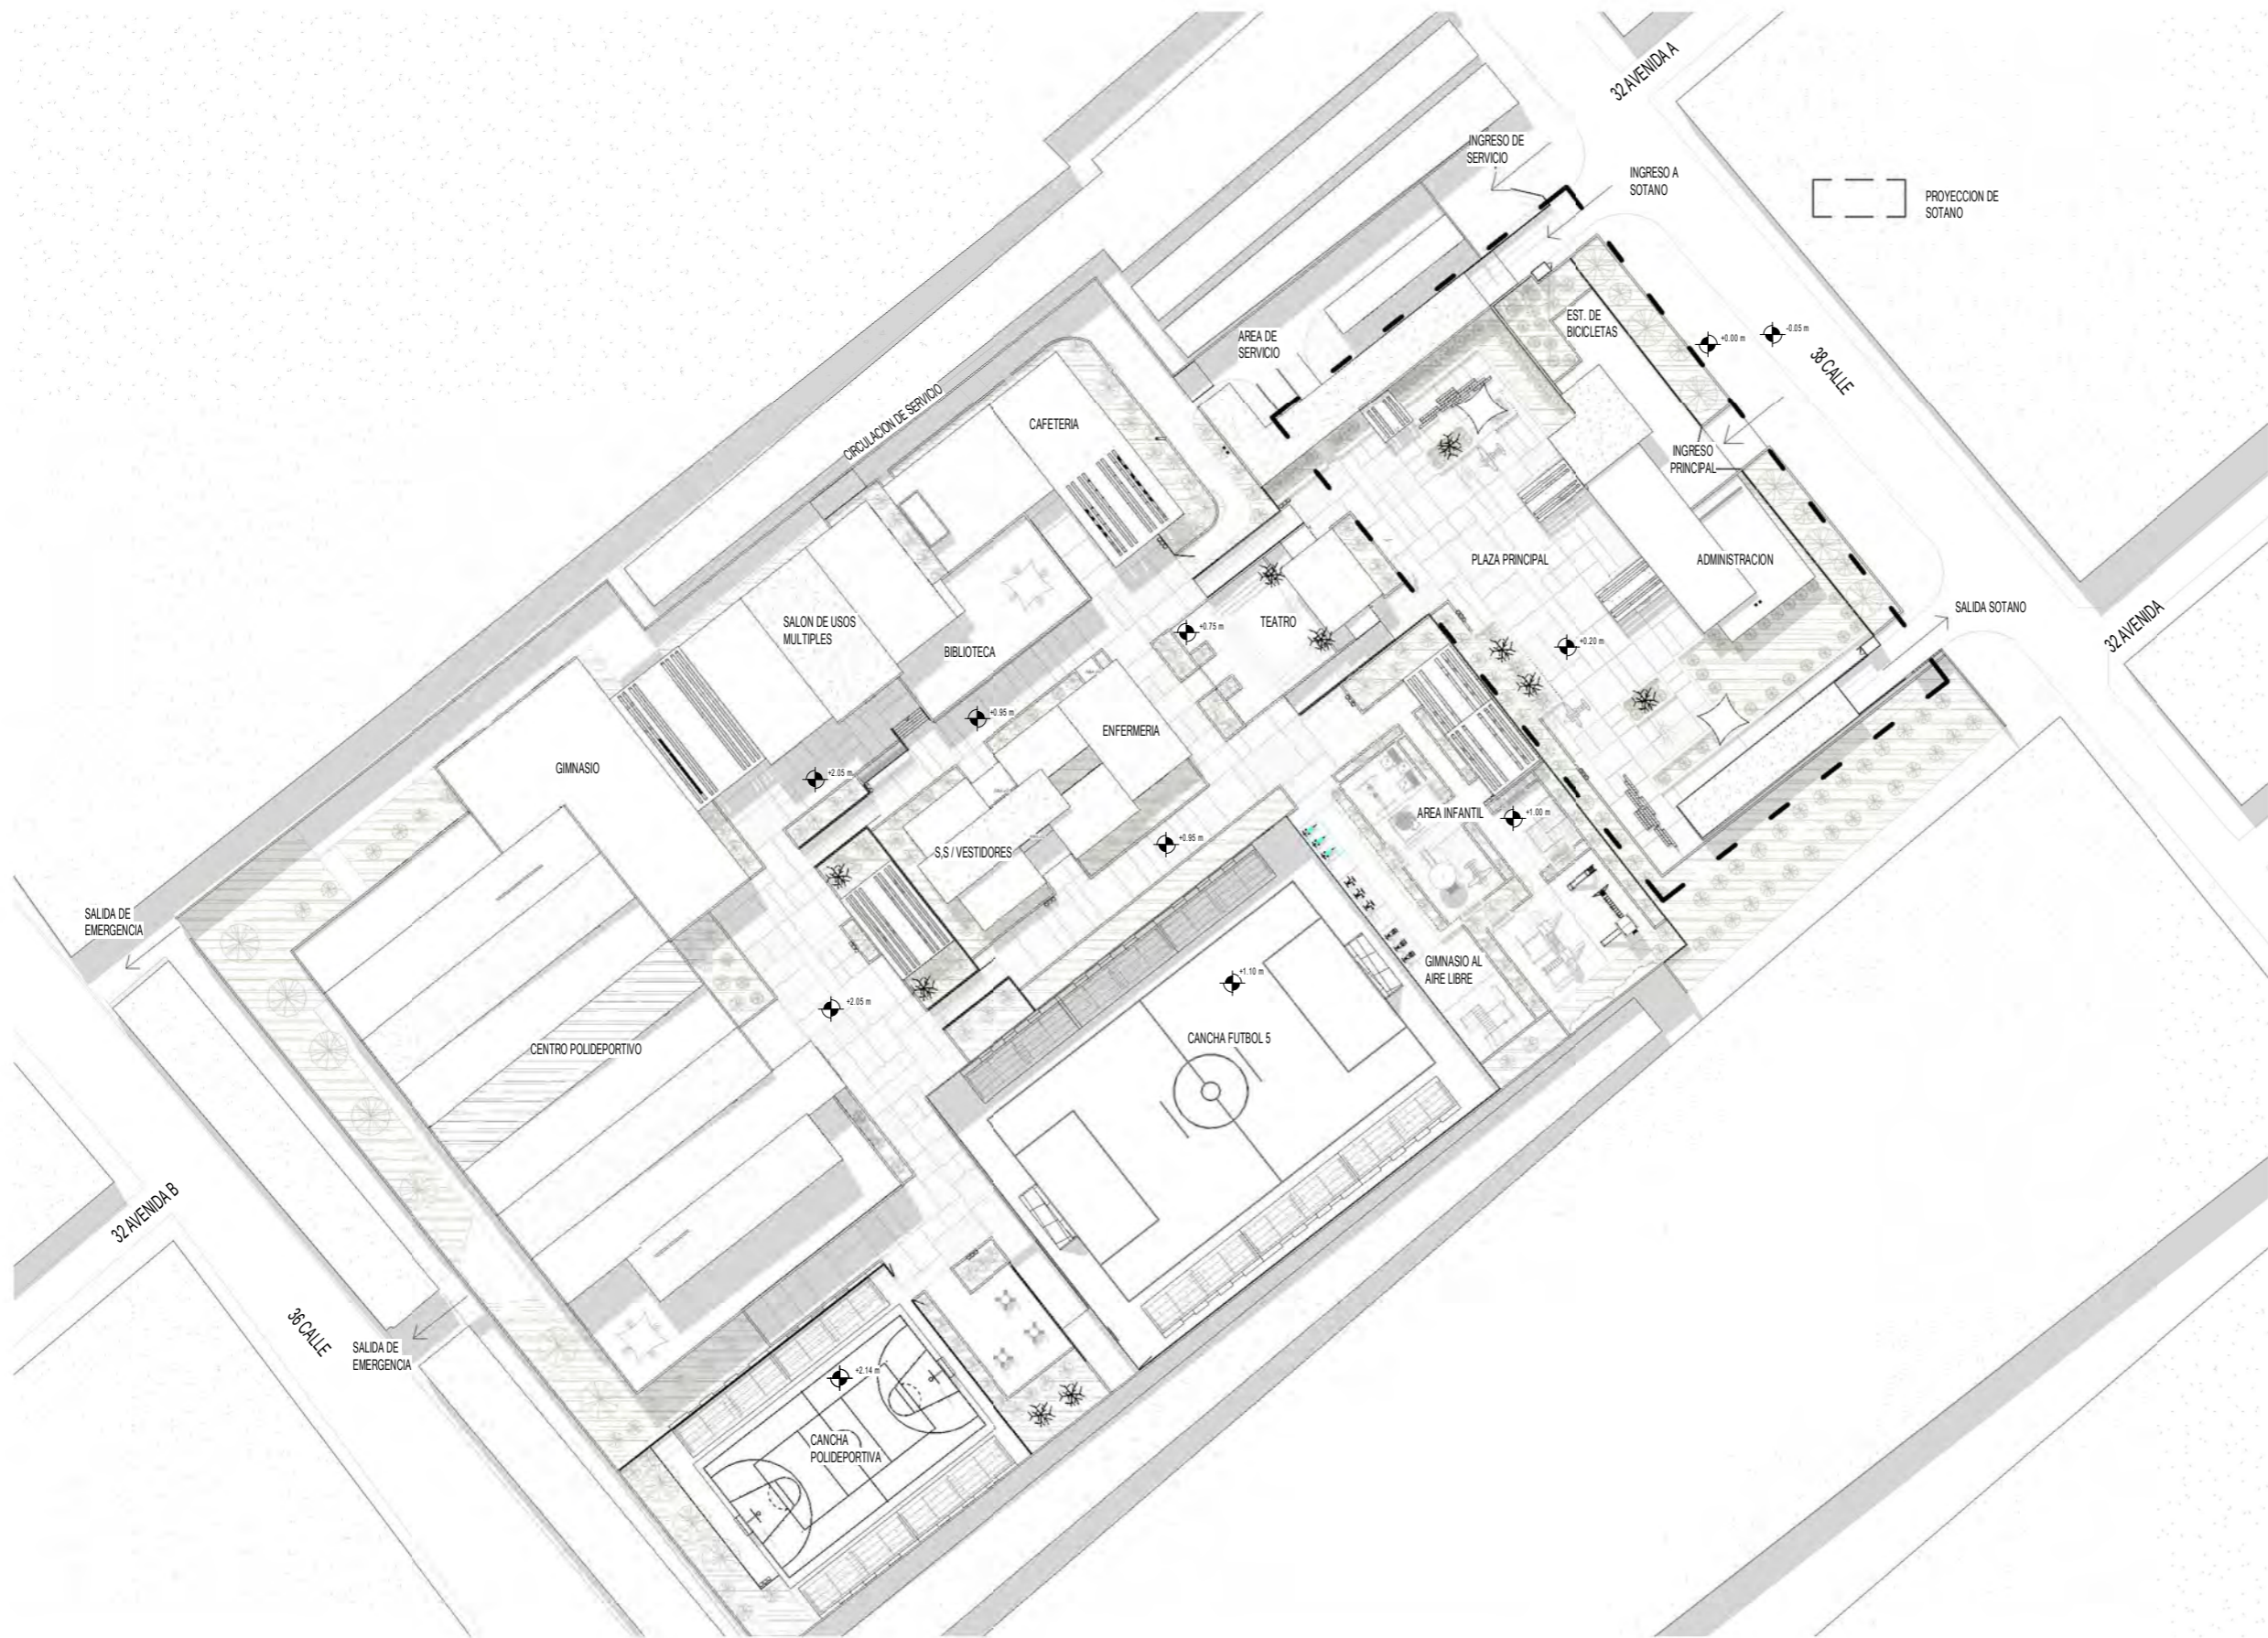 32 AVENIDA A
INGRESO DE
SERVICIO
INGRESO A
SOTANO
PROYECCION DE
SOTANO
EST. DE
BICICLETAS
+0.00 m
-0.05 m
38 CALLE
AREA DE
SERVICIO
CIRCULACION DE SERVICIO
CAFETERIA
INGRESO
PRINCIPAL
PLAZA PRINCIPAL
ADMINISTRACION
SALIDA SOTANO
32 AVENIDA
SALON DE USOS
MULTIPLES
BIBLIOTECA
+0.75 m
TEATRO
+0.20 m
+0.95 m
ENFERMERIA
GIMNASIO
+2.05 m
AREA INFANTIL
+1.00 m
S,S / VESTIDORES
+0.95 m
SALIDA DE
EMERGENCIA
GIMNASIO AL
AIRE LIBRE
+1.10 m
+2.05 m
CENTRO POLIDEPORTIVO
CANCHA FUTBOL 5
32 AVENIDA B
36 CALLE
SALIDA DE
EMERGENCIA
+2.14 m
CANCHA
POLIDEPORTIVA